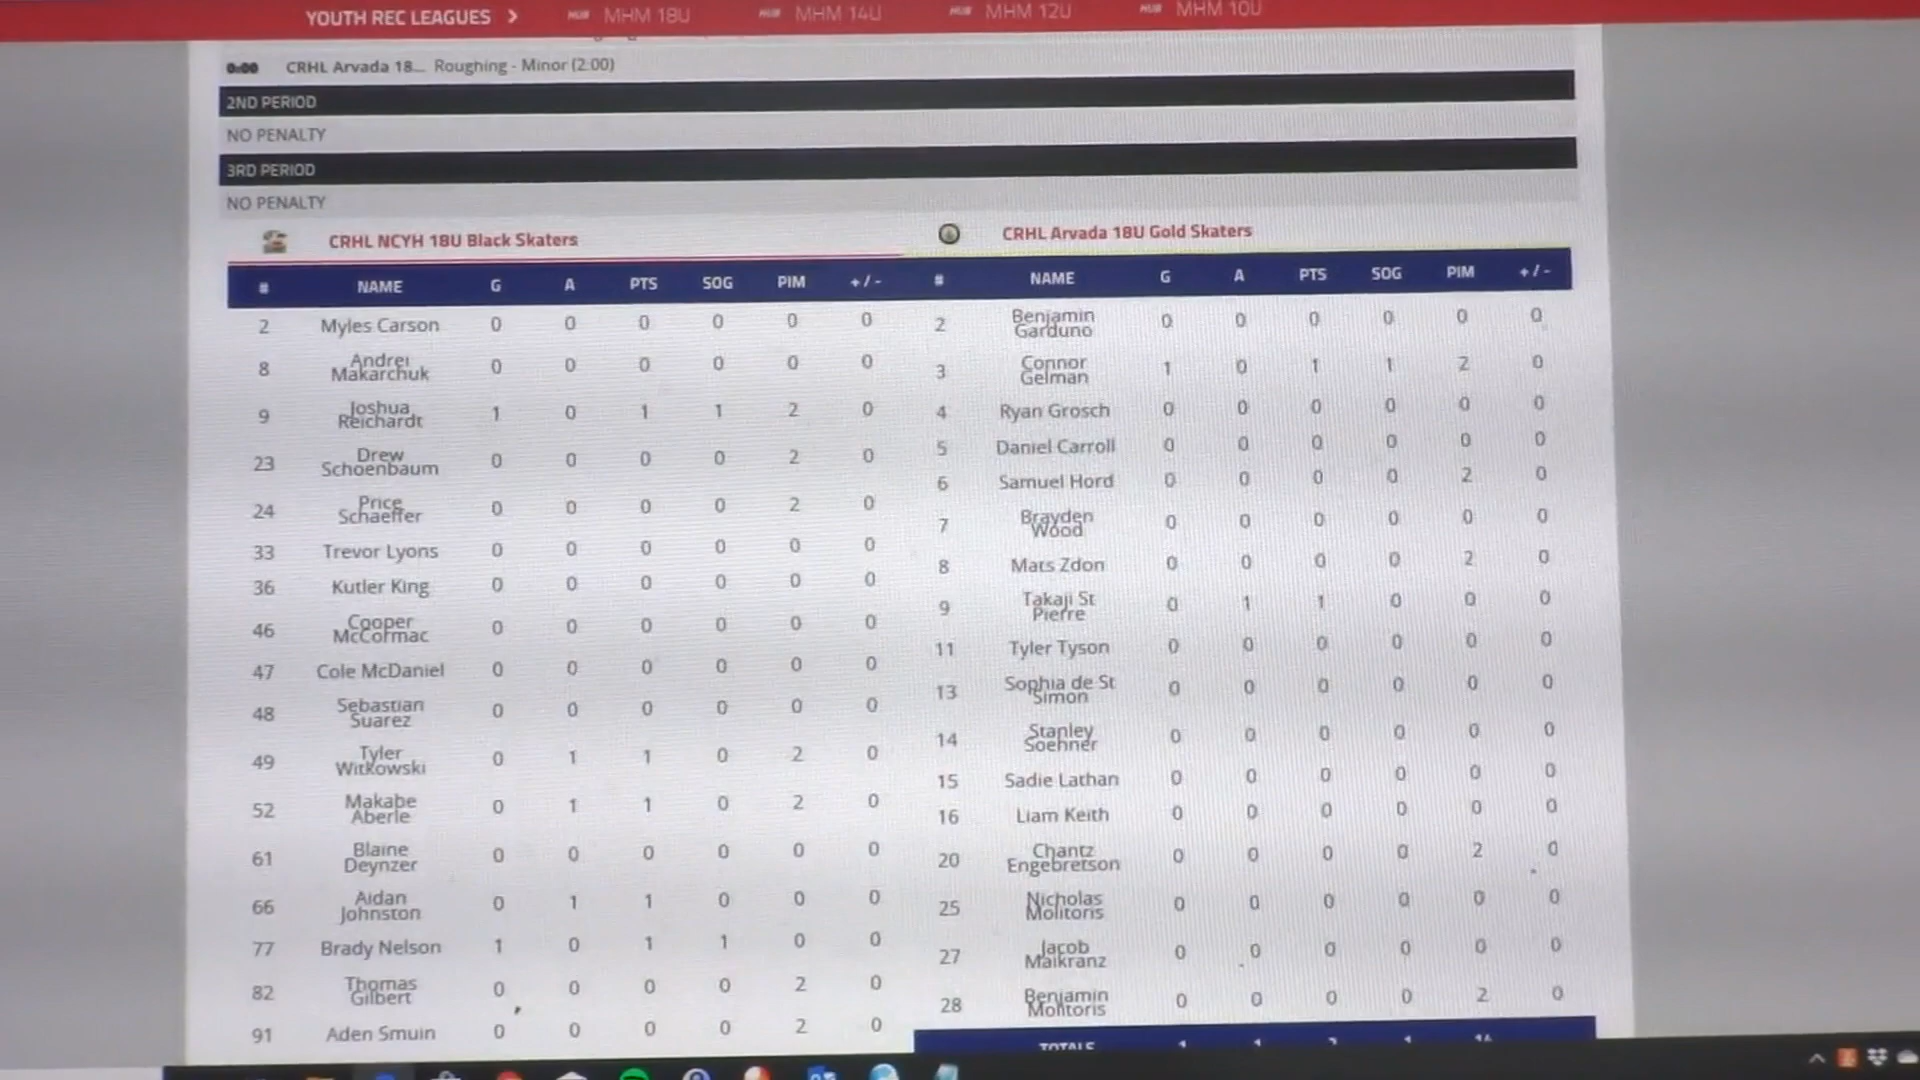 YOUTH REC LEAGUES > HUB MHM 18U HUB MHM 14U HUB MHM 12U HUB MHM 10U
0:00 CRHL Arvada 18... Roughing - Minor (2:00)
2ND PERIOD
NO PENALTY
3RD PERIOD
NO PENALTY
CRHL NCYH 18U Black Skaters
# NAME G A PTS SOG PIM +/-
2 Myles Carson 0 0 0 0 0 0
8 Andrei Makarchuk 0 0 0 0 0 0
9 Joshua Reichardt 1 0 1 1 2 0
23 Drew Schoenbaum 0 0 0 0 2 0
24 Price Schaeffer 0 0 0 0 2 0
33 Trevor Lyons 0 0 0 0 0 0
36 Kutler King 0 0 0 0 0 0
46 Cooper McCormac 0 0 0 0 0 0
47 Cole McDaniel 0 0 0 0 0 0
48 Sebastian Suarez 0 0 0 0 0 0
49 Tyler Witkowski 0 1 1 0 2 0
52 Makabe Aberle 0 1 1 0 2 0
61 Blaine Deynzer 0 0 0 0 0 0
66 Aidan Johnston 0 1 1 0 0 0
77 Brady Nelson 1 0 1 1 0 0
82 Thomas Gilbert 0 0 0 0 2 0
91 Aden Smuin 0 0 0 0 2 0
CRHL Arvada 18U Gold Skaters
# NAME G A PTS SOG PIM +/-
2 Benjamin Garduno 0 0 0 0 0 0
3 Connor Gelman 1 0 1 1 2 0
4 Ryan Grosch 0 0 0 0 0 0
5 Daniel Carroll 0 0 0 0 0 0
6 Samuel Hord 0 0 0 0 2 0
7 Brayden Wood 0 0 0 0 0 0
8 Mats Zdon 0 0 0 0 2 0
9 Takaji St Pierre 0 1 1 0 0 0
11 Tyler Tyson 0 0 0 0 0 0
13 Sophia de St Simon 0 0 0 0 0 0
14 Stanley Soehner 0 0 0 0 0 0
15 Sadie Lathan 0 0 0 0 0 0
16 Liam Keith 0 0 0 0 0 0
20 Chantz Engebretson 0 0 0 0 2 0
25 Nicholas Molitoris 0 0 0 0 0 0
27 Jacob Maikranz 0 0 0 0 0 0
28 Benjamin Molitoris 0 0 0 0 2 0
TOTALS